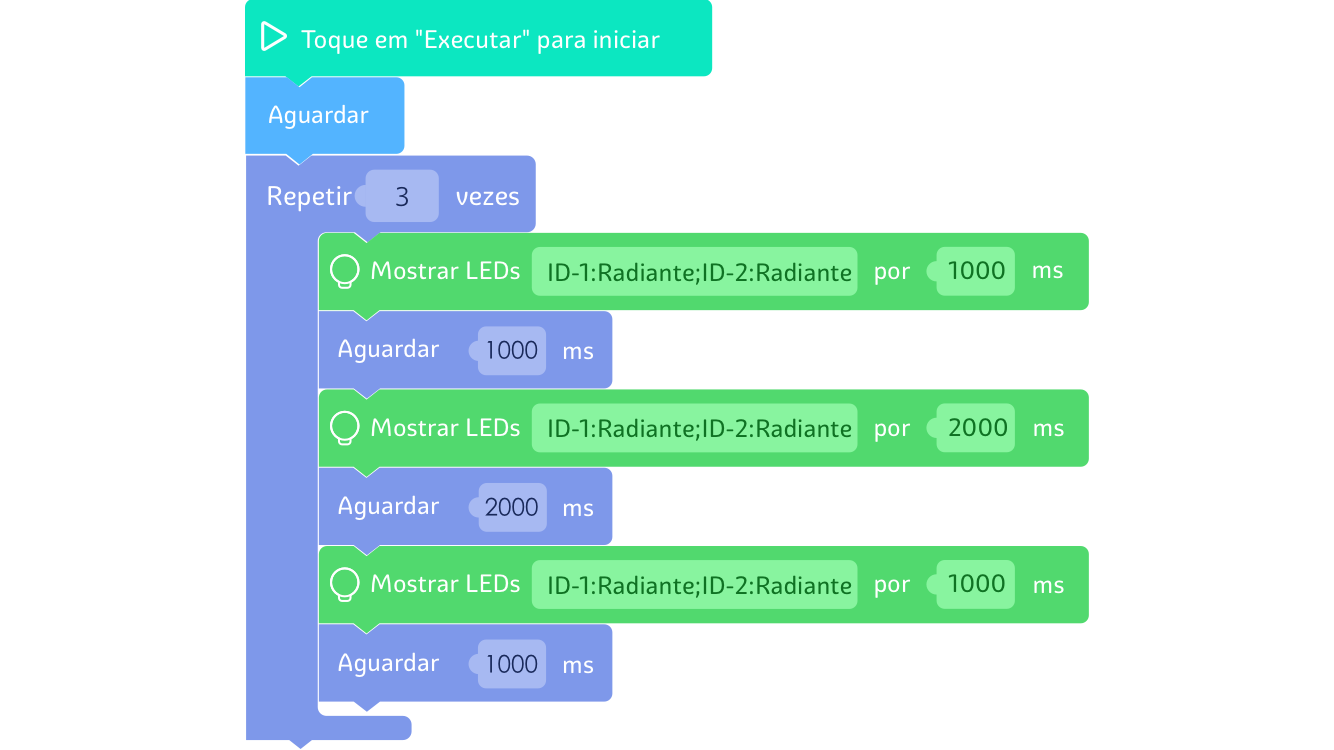 Toque em "Executar" para iniciar
Aguardar
Repetir 3 vezes
Mostrar LEDs ID-1:Radiante;ID-2:Radiante por 1000 ms
Aguardar 1000 ms
Mostrar LEDs ID-1:Radiante;ID-2:Radiante por 2000 ms
Aguardar 2000 ms
Mostrar LEDs ID-1:Radiante;ID-2:Radiante por 1000 ms
Aguardar 1000 ms